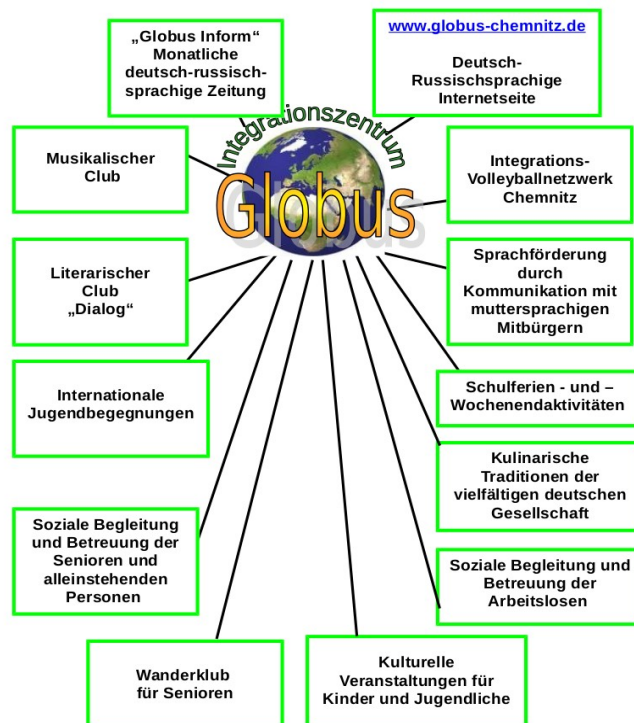 „Globus Inform“
Monatliche
deutsch-russisch-
sprachige Zeitung
www.globus-chemnitz.de
Deutsch-
Russischsprachige
Internetseite
Integrationszentrum
Globus
Musikalischer
Club
Integrations-
Volleyballnetzwerk
Chemnitz
Literarischer
Club
„Dialog“
Sprachförderung
durch
Kommunikation mit
muttersprachigen
Mitbürgern
Internationale
Jugendbegegnungen
Schulferien - und –
Wochenendaktivitäten
Kulinarische
Traditionen der
vielfältigen deutschen
Gesellschaft
Soziale Begleitung
und Betreuung der
Senioren und
alleinstehenden
Personen
Soziale Begleitung und
Betreuung der
Arbeitslosen
Wanderklub
für Senioren
Kulturelle
Veranstaltungen für
Kinder und Jugendliche